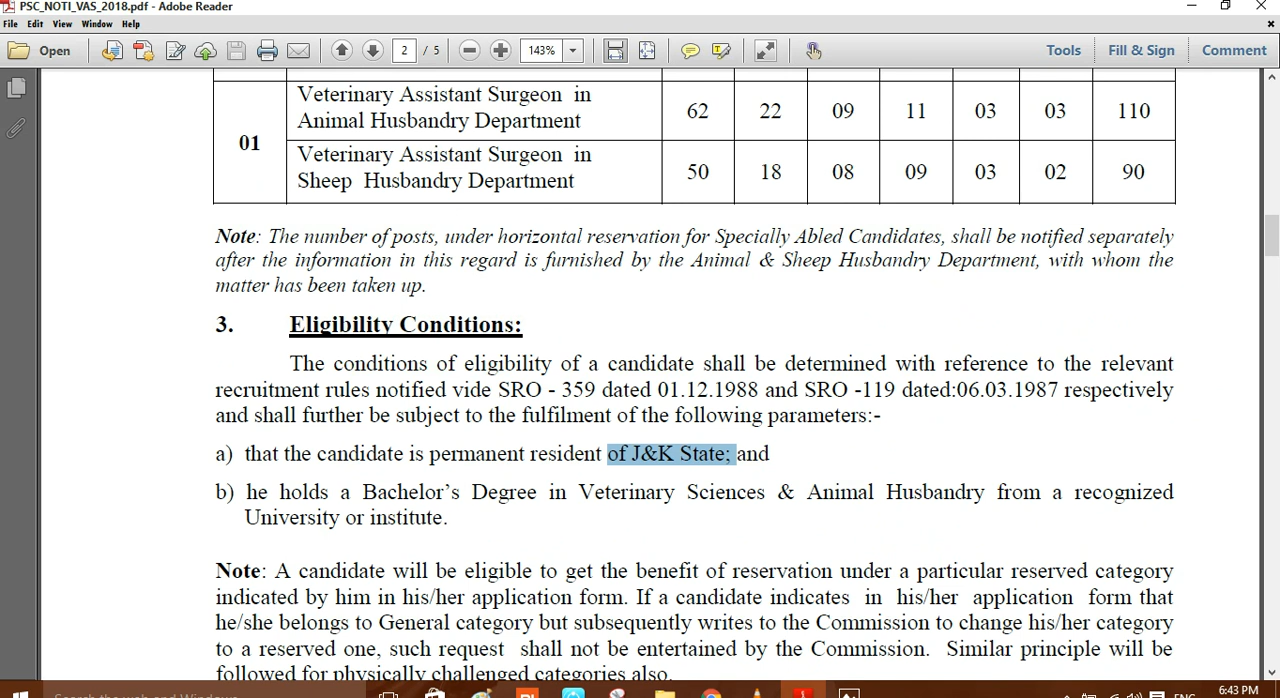 PSC_NOTI_VAS_2018.pdf - Adobe Reader
File Edit View Window Help
Open 2 / 5 143% Tools Fill & Sign Comment
01
Veterinary Assistant Surgeon in
Animal Husbandry Department
62 22 09 11 03 03 110
Veterinary Assistant Surgeon in
Sheep Husbandry Department
50 18 08 09 03 02 90
Note: The number of posts, under horizontal reservation for Specially Abled Candidates, shall be notified separately
after the information in this regard is furnished by the Animal & Sheep Husbandry Department, with whom the
matter has been taken up.
3. Eligibility Conditions:
The conditions of eligibility of a candidate shall be determined with reference to the relevant
recruitment rules notified vide SRO - 359 dated 01.12.1988 and SRO -119 dated:06.03.1987 respectively
and shall further be subject to the fulfilment of the following parameters:-
a) that the candidate is permanent resident of J&K State; and
b) he holds a Bachelor’s Degree in Veterinary Sciences & Animal Husbandry from a recognized
University or institute.
Note: A candidate will be eligible to get the benefit of reservation under a particular reserved category
indicated by him in his/her application form. If a candidate indicates in his/her application form that
he/she belongs to General category but subsequently writes to the Commission to change his/her category
to a reserved one, such request shall not be entertained by the Commission. Similar principle will be
followed for physically challenged categories also.
Search the web and Windows
ENG
6:43 PM